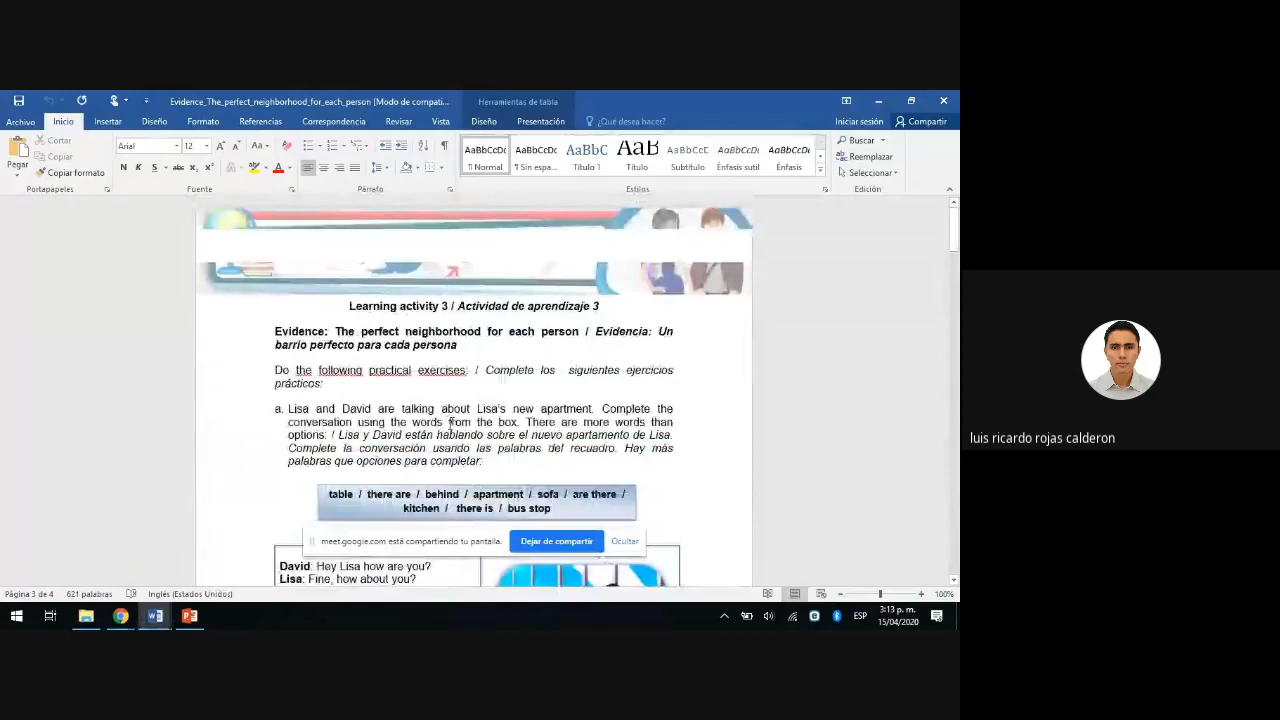 Evidence_The_perfect_neighborhood_for_each_person [Modo de compati...
Herramientas de tabla
Archivo Inicio Insertar Diseño Formato Referencias Correspondencia Revisar Vista Diseño Presentación ¿Qué desea hacer? Iniciar sesión Compartir
Pegar
Cortar
Copiar
Copiar formato
Portapapeles
Arial 12
N K S abc x₂ x²
Fuente
Párrafo
AaBbCcDc AaBbCcDc AaBbC AaB AaBbCcC AaBbCcDc AaBbCcDc
¶ Normal ¶ Sin espa... Título 1 Título Subtítulo Énfasis sutil Énfasis
Estilos
Buscar
Reemplazar
Seleccionar
Edición
Learning activity 3 / Actividad de aprendizaje 3
Evidence: The perfect neighborhood for each person / Evidencia: Un
barrio perfecto para cada persona
Do the following practical exercises: / Complete los siguientes ejercicios
prácticos:
a. Lisa and David are talking about Lisa's new apartment. Complete the
conversation using the words from the box. There are more words than
options: / Lisa y David están hablando sobre el nuevo apartamento de Lisa.
Complete la conversación usando las palabras del recuadro. Hay más
palabras que opciones para completar:
table / there are / behind / apartment / sofa / are there /
kitchen / there is / bus stop
meet.google.com está compartiendo tu pantalla. Dejar de compartir Ocultar
David: Hey Lisa how are you?
Lisa: Fine, how about you?
Página 3 de 4 621 palabras Inglés (Estados Unidos) 100%
ESP
3:13 p. m.
15/04/2020
luis ricardo rojas calderon